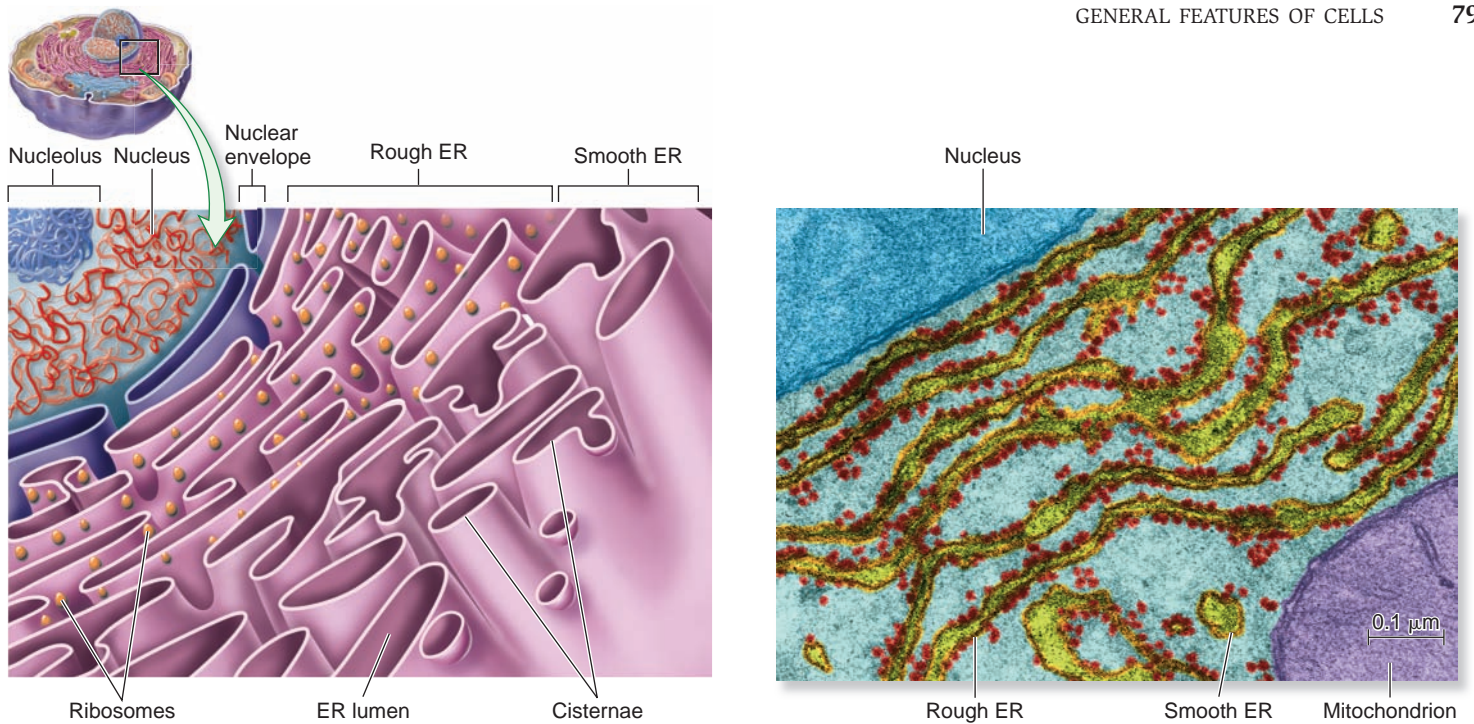 GENERAL FEATURES OF CELLS 79
Nucleolus
Nucleus
Nuclear
envelope
Rough ER
Smooth ER
Nucleus
0.1 μm
Ribosomes
ER lumen
Cisternae
Rough ER
Smooth ER
Mitochondrion